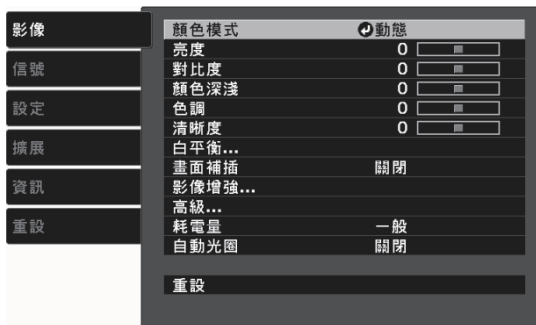 影像
信號
設定
擴展
資訊
重設
顏色模式 動態
亮度 0
對比度 0
顏色深淺 0
色調 0
清晰度 0
白平衡...
畫面補插 關閉
影像增強...
高級...
耗電量 一般
自動光圈 關閉
重設